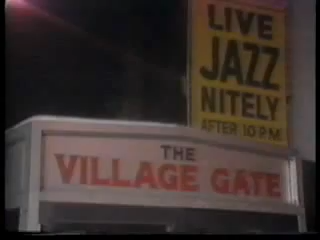 LIVE
JAZZ
NITELY
AFTER 10 P.M.
THE
VILLAGE GATE